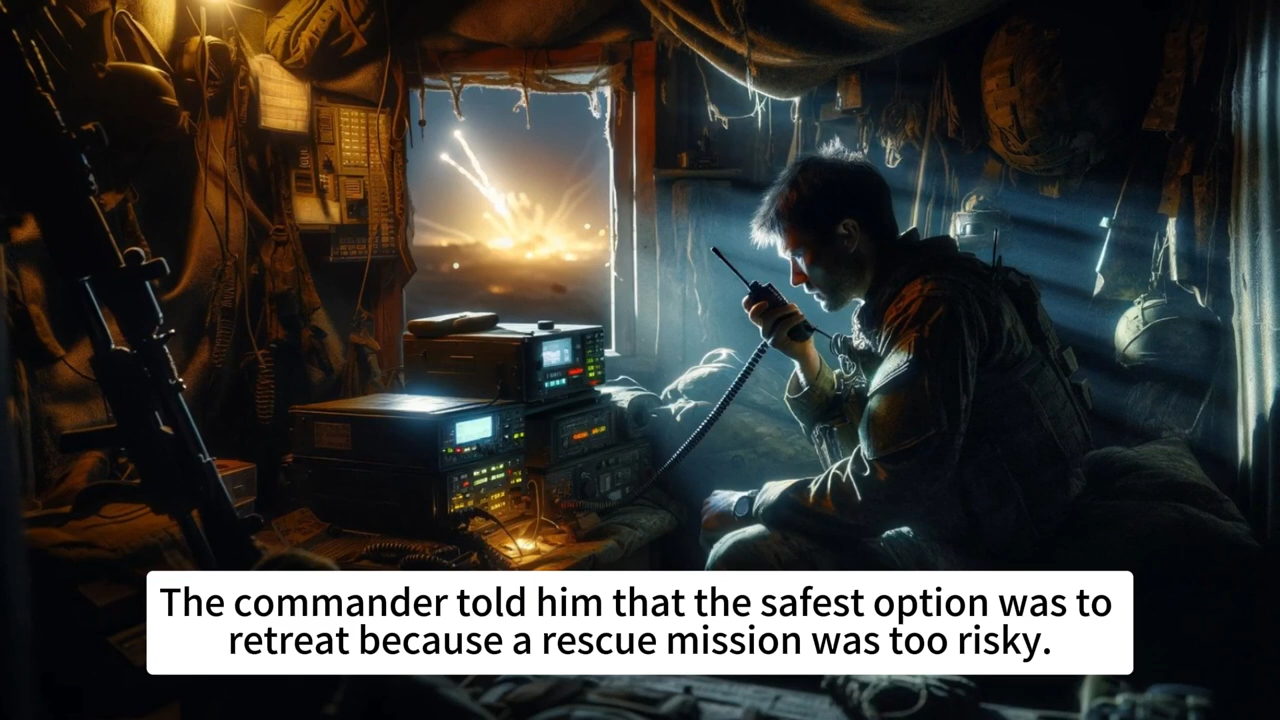 The commander told him that the safest option was to
retreat because a rescue mission was too risky.